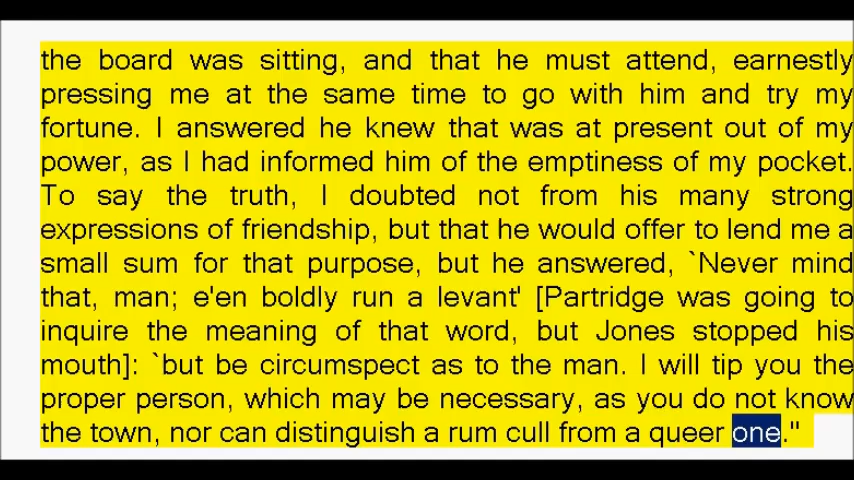 the board was sitting, and that he must attend, earnestly
pressing me at the same time to go with him and try my
fortune. I answered he knew that was at present out of my
power, as I had informed him of the emptiness of my pocket.
To say the truth, I doubted not from his many strong
expressions of friendship, but that he would offer to lend me a
small sum for that purpose, but he answered, `Never mind
that, man; e'en boldly run a levant' [Partridge was going to
inquire the meaning of that word, but Jones stopped his
mouth]: `but be circumspect as to the man. I will tip you the
proper person, which may be necessary, as you do not know
the town, nor can distinguish a rum cull from a queer one."